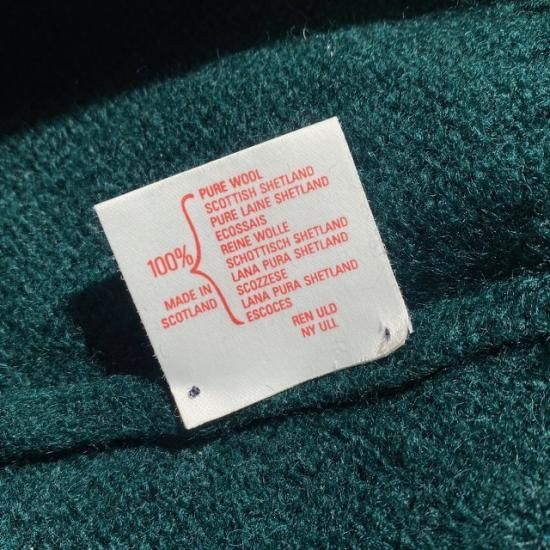 100%
MADE IN
SCOTLAND
PURE WOOL
SCOTTISH SHETLAND
PURE LAINE SHETLAND
ECOSSAIS
REINE WOLLE
SCHOTTISCH SHETLAND
LANA PURA SHETLAND
SCOZZESE
LANA PURA SHETLAND
ESCOCES
REN ULD
NY ULL